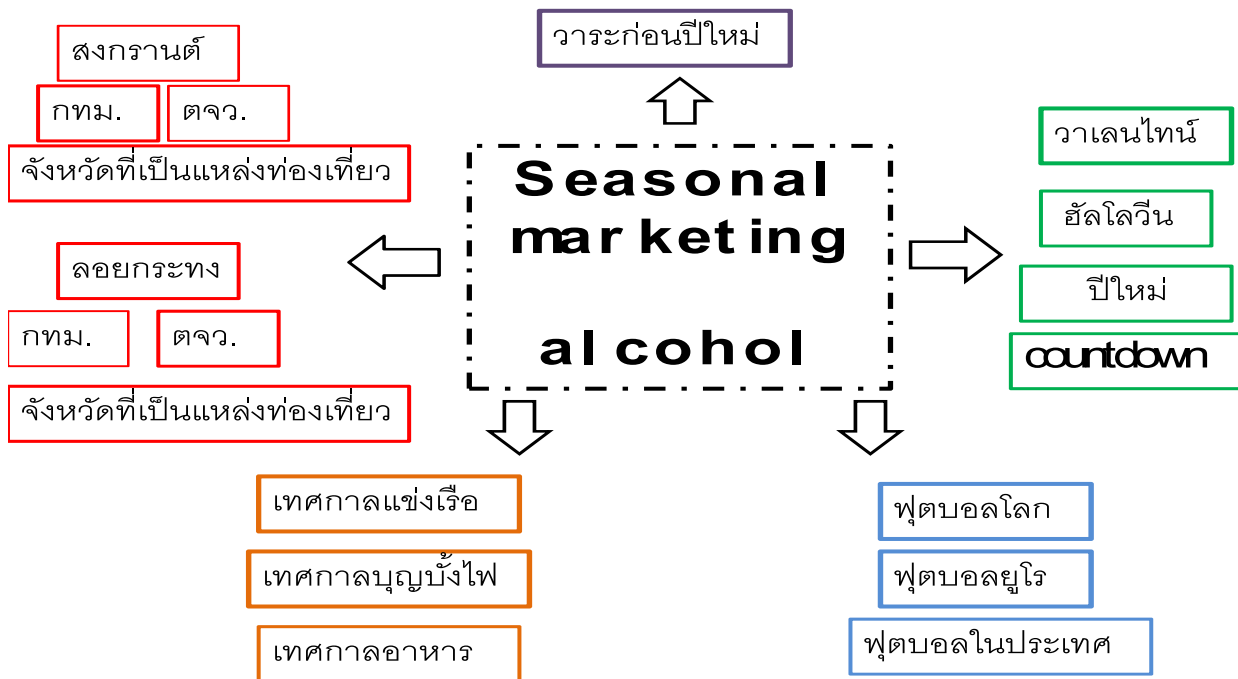 สงกรานต์
กทม.
ตจว.
จังหวัดที่เป็นแหล่งท่องเที่ยว
ลอยกระทง
กทม.
ตจว.
จังหวัดที่เป็นแหล่งท่องเที่ยว
วาระก่อนปีใหม่
Seasonal
marketing
alcohol
วาเลนไทน์
ฮัลโลวีน
ปีใหม่
countdown
เทศกาลแข่งเรือ
เทศกาลบุญบั้งไฟ
เทศกาลอาหาร
ฟุตบอลโลก
ฟุตบอลยูโร
ฟุตบอลในประเทศ